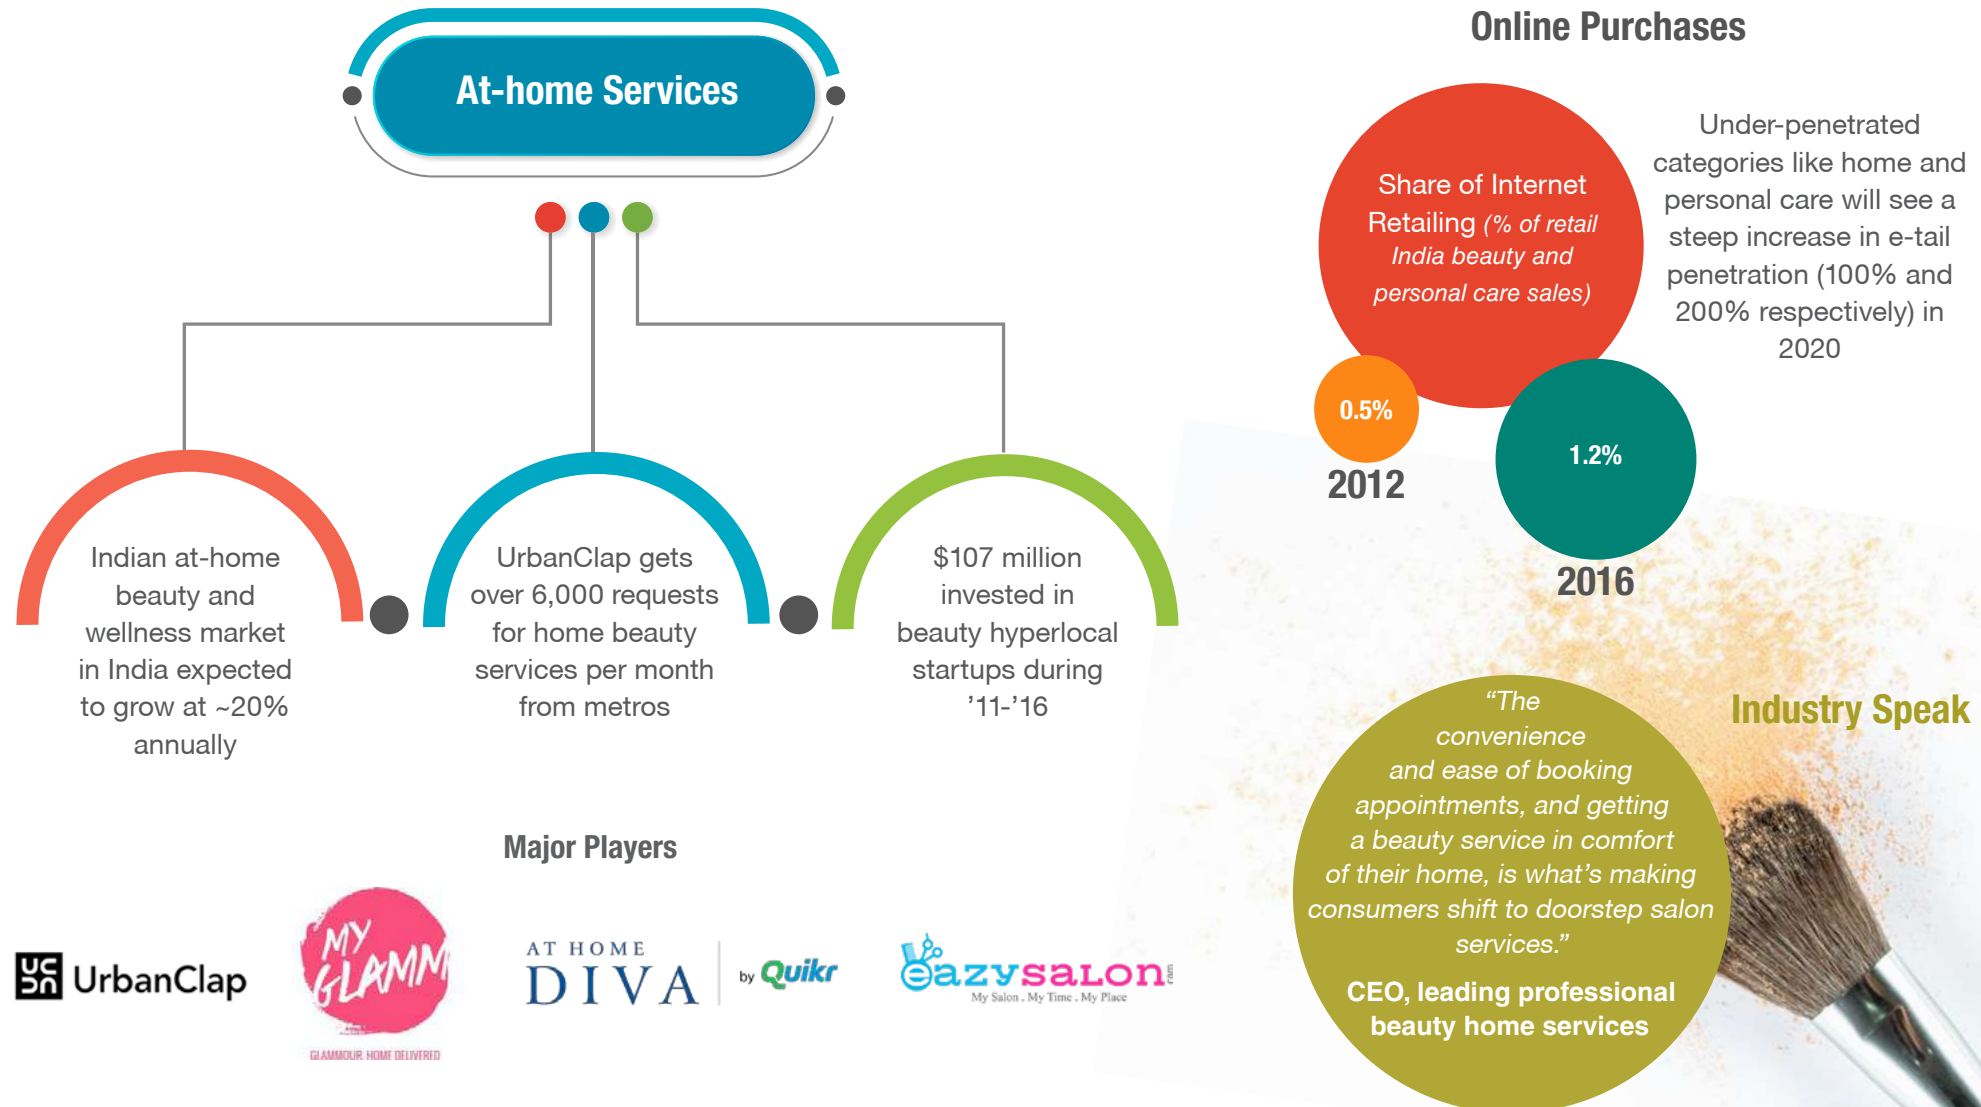 At-home Services
Indian at-home
beauty and
wellness market
in India expected
to grow at ~20%
annually
UrbanClap gets
over 6,000 requests
for home beauty
services per month
from metros
$107 million
invested in
beauty hyperlocal
startups during
’11-’16
Major Players
UrbanClap
MY
GLAMM
GLAMMOUR. HOME DELIVERED
AT HOME
DIVA
by Quikr
eazysalon
.com
My Salon . My Time . My Place
Online Purchases
Share of Internet
Retailing (% of retail
India beauty and
personal care sales)
Under-penetrated
categories like home and
personal care will see a
steep increase in e-tail
penetration (100% and
200% respectively) in
2020
0.5%
2012
1.2%
2016
Industry Speak
“The
convenience
and ease of booking
appointments, and getting
a beauty service in comfort
of their home, is what’s making
consumers shift to doorstep salon
services.”
CEO, leading professional
beauty home services